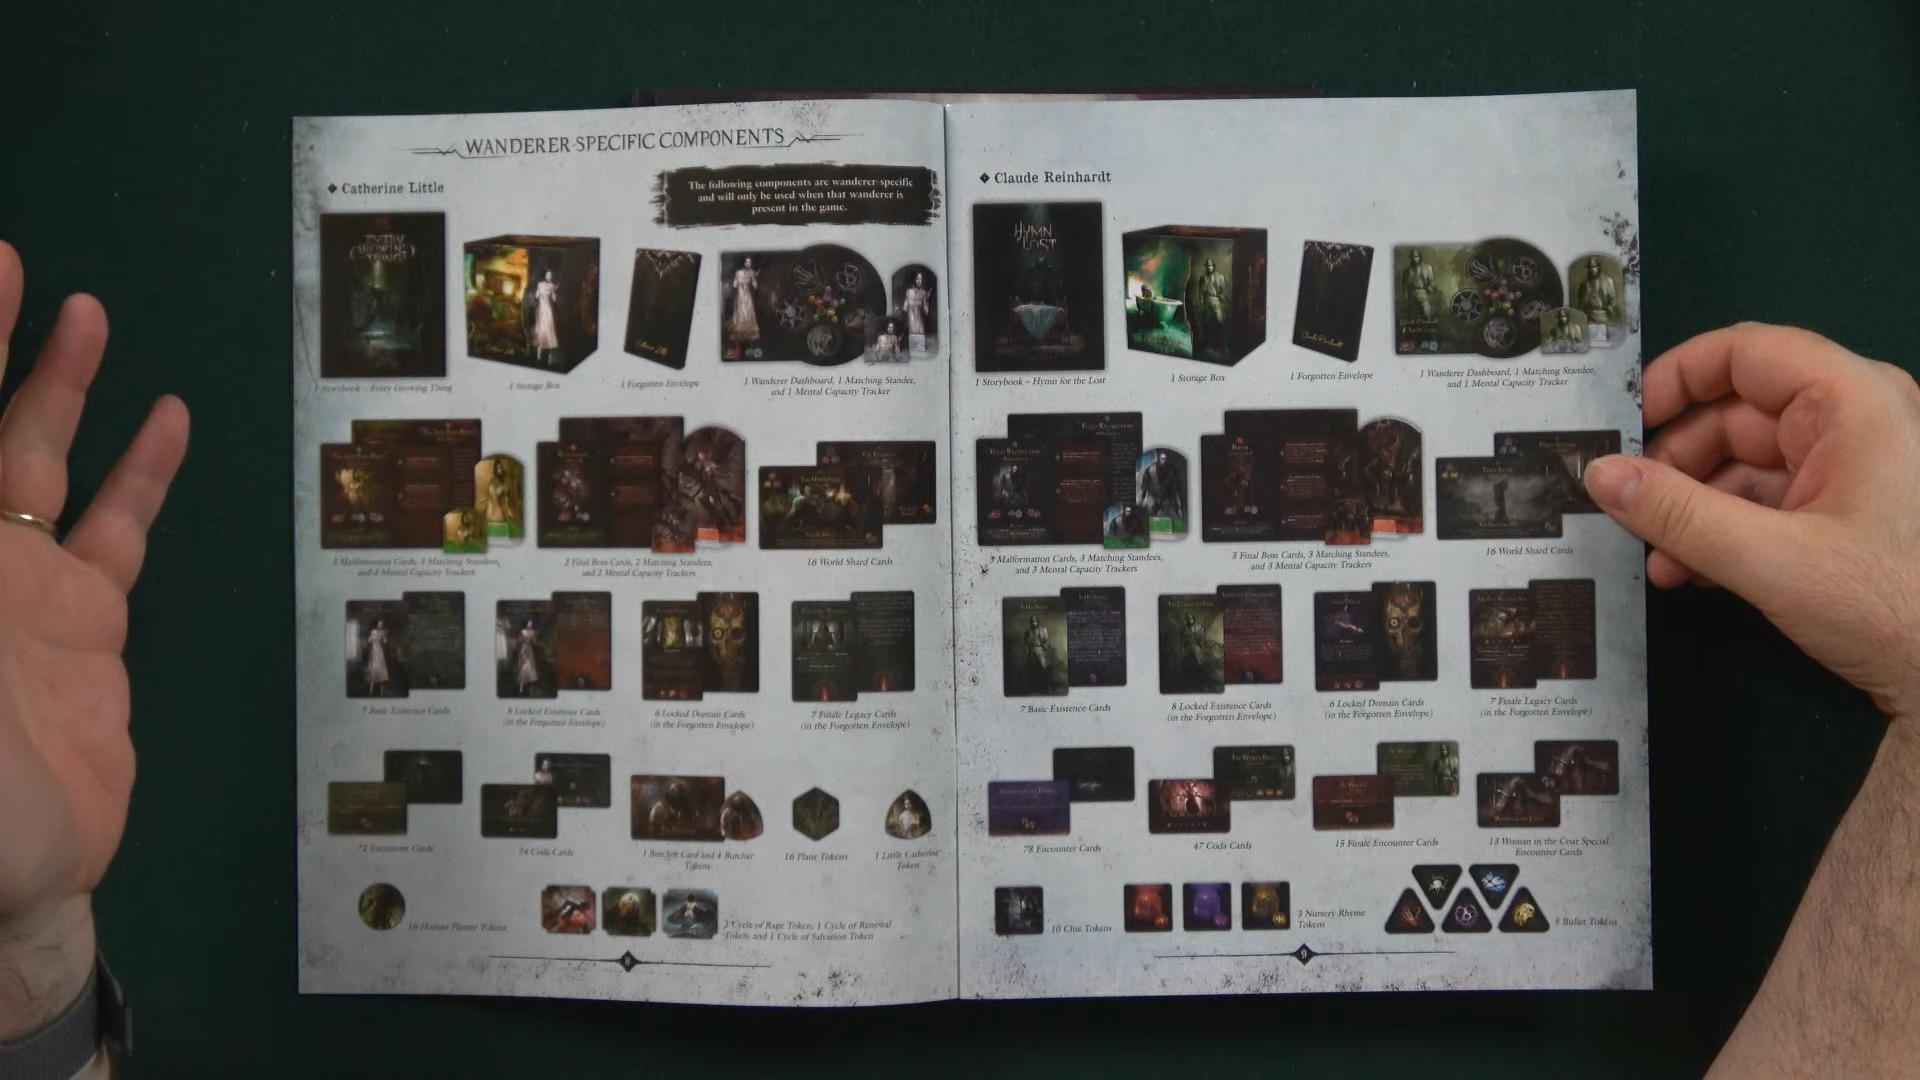 WANDERER-SPECIFIC COMPONENTS
Catherine Little
The following components are wanderer-specific
and will only be used when that wanderer is
present in the game.
1 Storybook – Every Growing Thing
1 Storage Box
1 Forgotten Envelope
1 Wanderer Dashboard, 1 Matching Standee,
and 1 Mental Capacity Tracker
3 Malformation Cards, 3 Matching Standees,
and 3 Mental Capacity Trackers
2 Final Boss Cards, 2 Matching Standees,
and 2 Mental Capacity Trackers
16 World Shard Cards
7 Basic Existence Cards
8 Locked Existence Cards
(in the Forgotten Envelope)
6 Locked Domain Cards
(in the Forgotten Envelope)
7 Finale Legacy Cards
(in the Forgotten Envelope)
Encounter Cards
Coda Cards
1 Butcher Card and 4 Butcher
Tokens
16 Plant Tokens
1 Little Catherine
Token
16 Human Planter Tokens
1 Cycle of Rage Token, 1 Cycle of Renewal
Token, and 1 Cycle of Salvation Token
8
Claude Reinhardt
HYMN
LOST
1 Storybook – Hymn for the Lost
1 Storage Box
1 Forgotten Envelope
1 Wanderer Dashboard, 1 Matching Standee,
and 1 Mental Capacity Tracker
3 Malformation Cards, 3 Matching Standees,
and 3 Mental Capacity Trackers
3 Final Boss Cards, 3 Matching Standees,
and 3 Mental Capacity Trackers
16 World Shard Cards
7 Basic Existence Cards
8 Locked Existence Cards
(in the Forgotten Envelope)
6 Locked Domain Cards
(in the Forgotten Envelope)
7 Finale Legacy Cards
(in the Forgotten Envelope)
78 Encounter Cards
47 Coda Cards
15 Finale Encounter Cards
13 Woman in the Coat Special
Encounter Cards
10 Clue Tokens
3 Nursery Rhyme
Tokens
5 Bullet Tokens
9